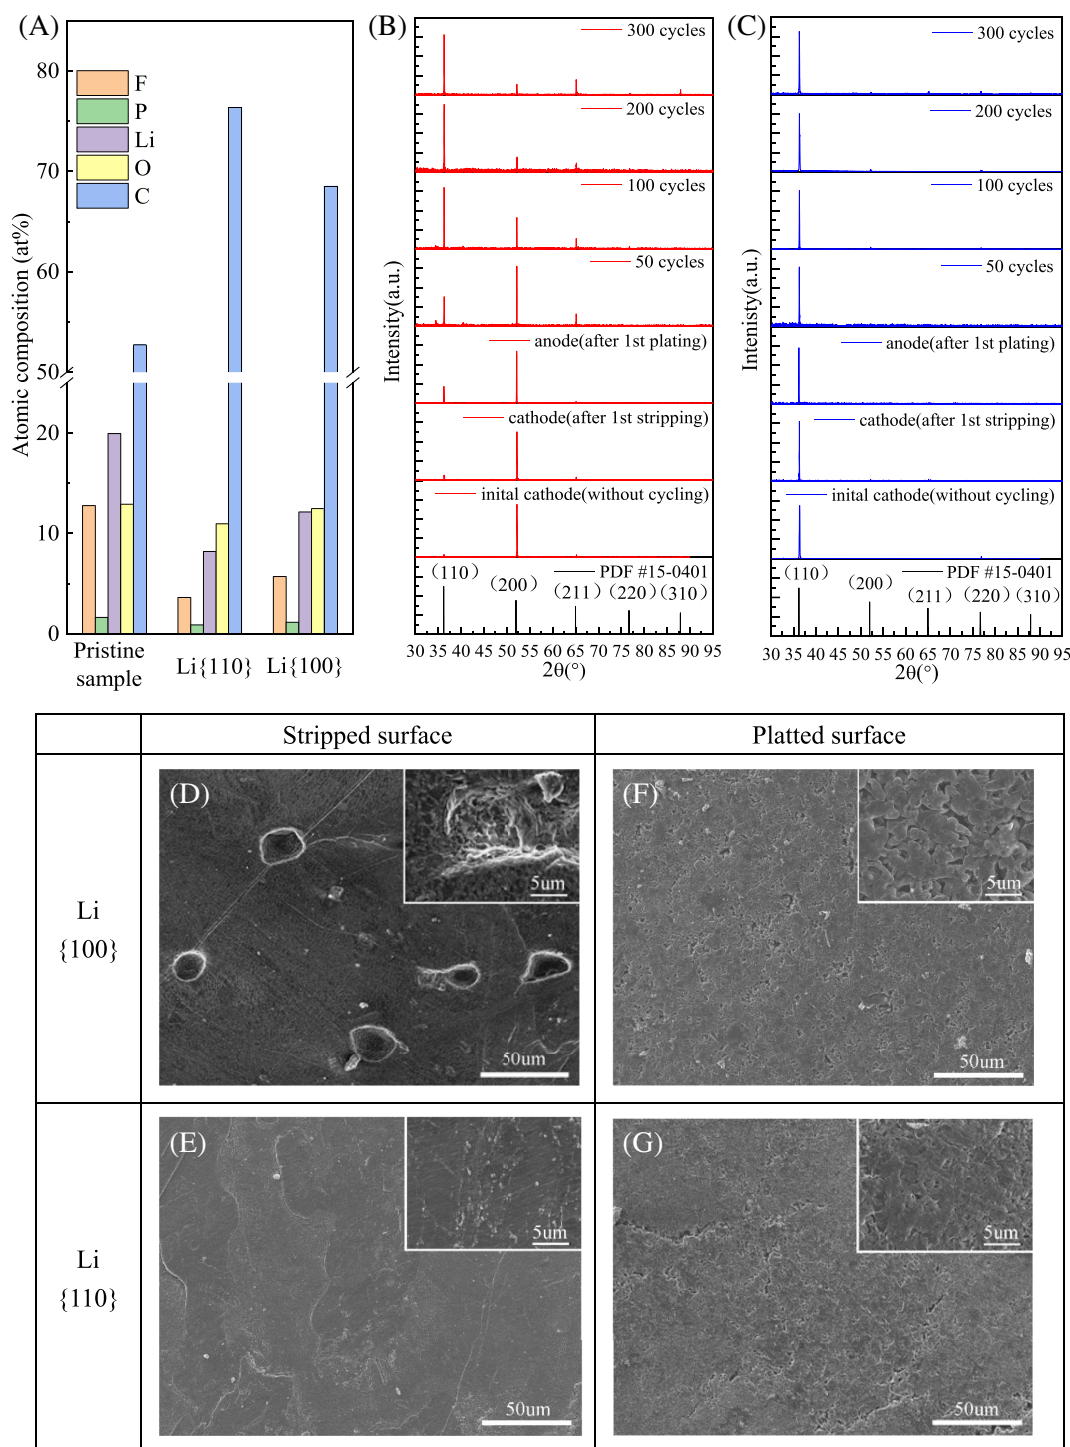 (A)
Atomic composition (at%)
80
70
60
50
20
10
0
F
P
Li
O
C
Pristine
sample
Li{110}
Li{100}
(B)
Intensity(a.u.)
300 cycles
200 cycles
100 cycles
50 cycles
anode(after 1st plating)
cathode(after 1st stripping)
inital cathode(without cycling)
PDF #15-0401
(110)
(200)
(211)
(220)
(310)
30 35 40 45 50 55 60 65 70 75 80 85 90 95
2θ(°)
(C)
Intenisty(a.u.)
300 cycles
200 cycles
100 cycles
50 cycles
anode(after 1st plating)
cathode(after 1st stripping)
inital cathode(without cycling)
PDF #15-0401
(110)
(200)
(211)
(220)
(310)
30 35 40 45 50 55 60 65 70 75 80 85 90 95
2θ(°)
Stripped surface
Platted surface
Li
{100}
(D)
5um
50um
(F)
5um
50um
Li
{110}
(E)
5um
50um
(G)
5um
50um